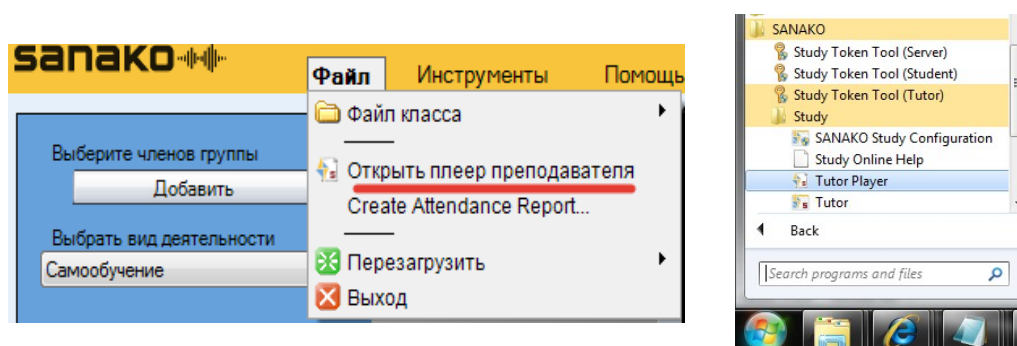 sanako
Файл Инструменты Помощь
Файл класса
Открыть плеер преподавателя
Create Attendance Report...
Перезагрузить
Выход
Выберите членов группы
Добавить
Выбрать вид деятельности
Самообучение
SANAKO
Study Token Tool (Server)
Study Token Tool (Student)
Study Token Tool (Tutor)
Study
SANAKO Study Configuration
Study Online Help
Tutor Player
Tutor
Back
Search programs and files